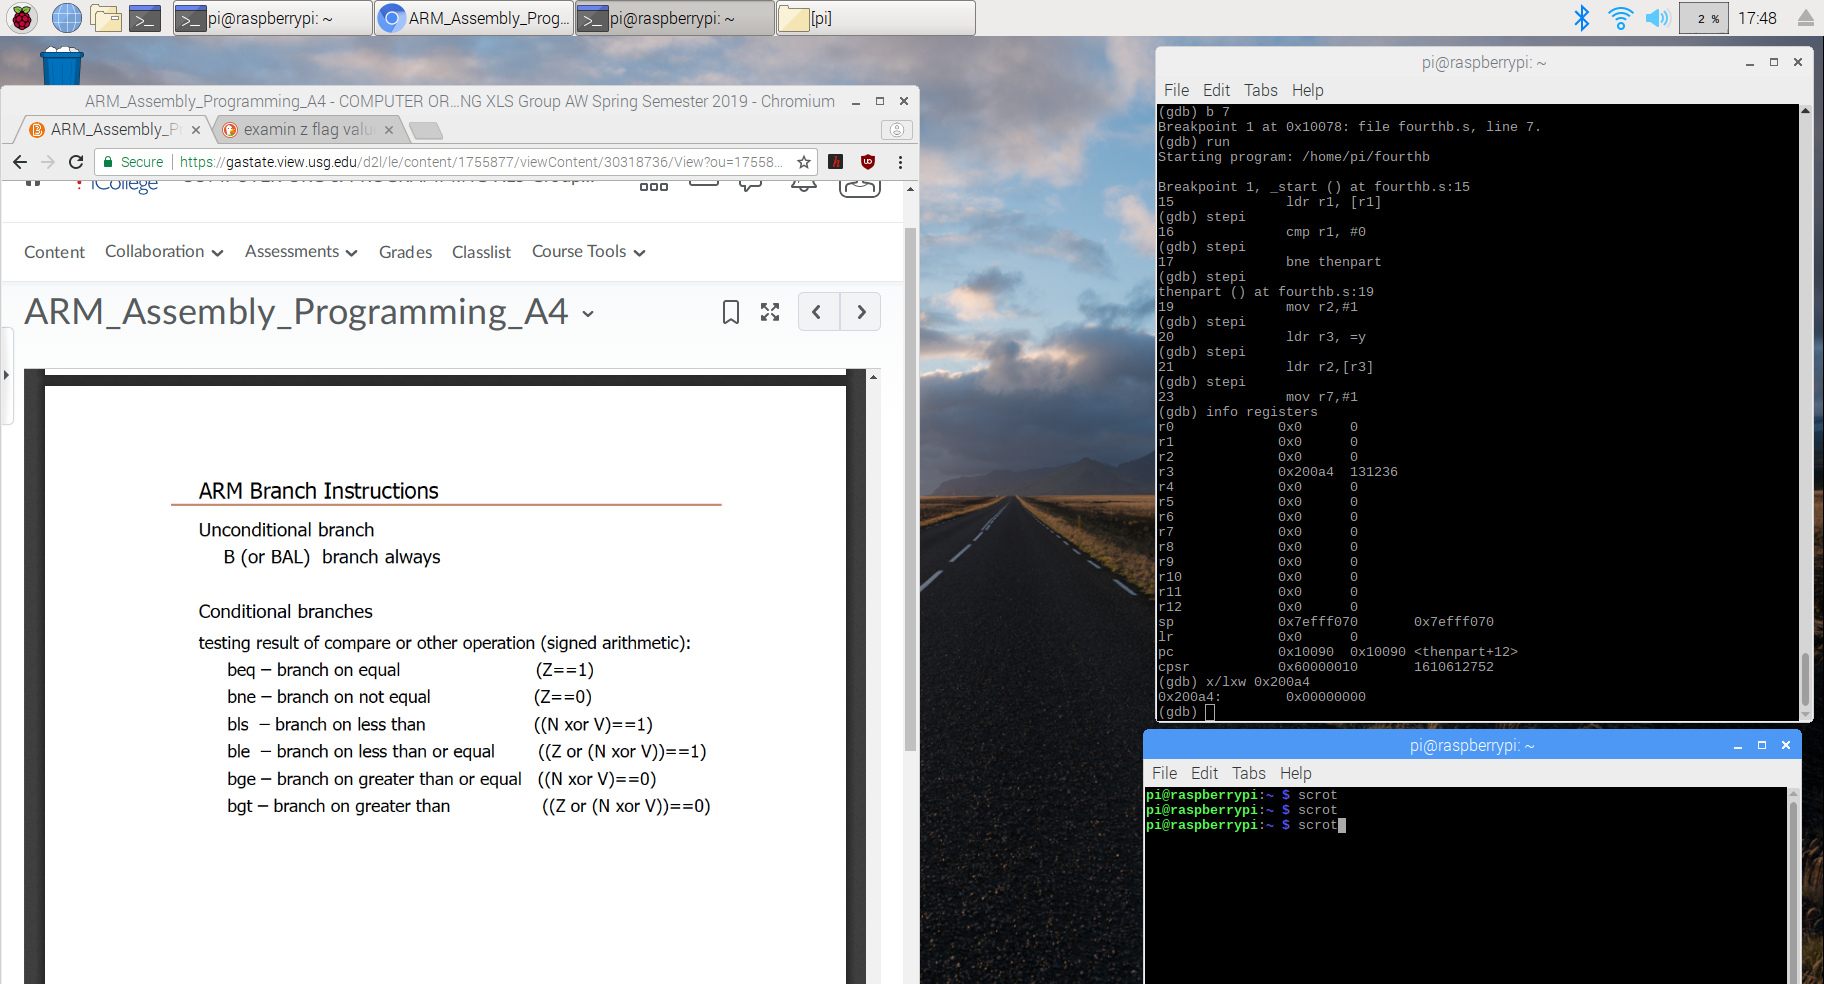 pi@raspberrypi: ~
ARM_Assembly_Prog...
pi@raspberrypi: ~
[pi]
2 %
17:48
ARM_Assembly_Programming_A4 - COMPUTER OR...NG XLS Group AW Spring Semester 2019 - Chromium
ARM_Assembly_P
examin z flag valu
Secure
https://gastate.view.usg.edu/d2l/le/content/1755877/viewContent/30318736/View?ou=17558...
iCollege
Content
Collaboration
Assessments
Grades
Classlist
Course Tools
ARM_Assembly_Programming_A4
ARM Branch Instructions
Unconditional branch
B (or BAL) branch always
Conditional branches
testing result of compare or other operation (signed arithmetic):
beq – branch on equal (Z==1)
bne – branch on not equal (Z==0)
bls – branch on less than ((N xor V)==1)
ble – branch on less than or equal ((Z or (N xor V))==1)
bge – branch on greater than or equal ((N xor V)==0)
bgt – branch on greater than ((Z or (N xor V))==0)
pi@raspberrypi: ~
File Edit Tabs Help
(gdb) b 7
Breakpoint 1 at 0x10078: file fourthb.s, line 7.
(gdb) run
Starting program: /home/pi/fourthb
Breakpoint 1, _start () at fourthb.s:15
15 ldr r1, [r1]
(gdb) stepi
16 cmp r1, #0
(gdb) stepi
17 bne thenpart
(gdb) stepi
thenpart () at fourthb.s:19
19 mov r2,#1
(gdb) stepi
20 ldr r3, =y
(gdb) stepi
21 ldr r2,[r3]
(gdb) stepi
23 mov r7,#1
(gdb) info registers
r0 0x0 0
r1 0x0 0
r2 0x0 0
r3 0x200a4 131236
r4 0x0 0
r5 0x0 0
r6 0x0 0
r7 0x0 0
r8 0x0 0
r9 0x0 0
r10 0x0 0
r11 0x0 0
r12 0x0 0
sp 0x7efff070 0x7efff070
lr 0x0 0
pc 0x10090 0x10090 <thenpart+12>
cpsr 0x60000010 1610612752
(gdb) x/lxw 0x200a4
0x200a4: 0x00000000
(gdb)
pi@raspberrypi: ~
File Edit Tabs Help
pi@raspberrypi:~ $ scrot
pi@raspberrypi:~ $ scrot
pi@raspberrypi:~ $ scrot